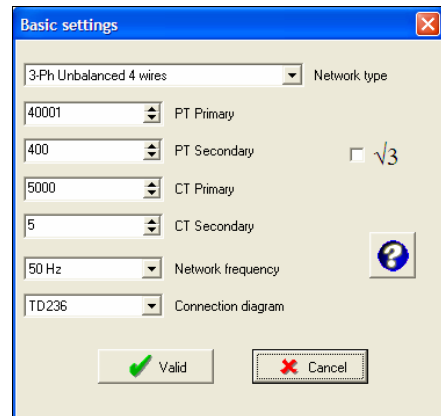 Basic settings
3-Ph Unbalanced 4 wires Network type
40001 PT Primary
400 PT Secondary √3
5000 CT Primary
5 CT Secondary
50 Hz Network frequency
TD236 Connection diagram
Valid Cancel